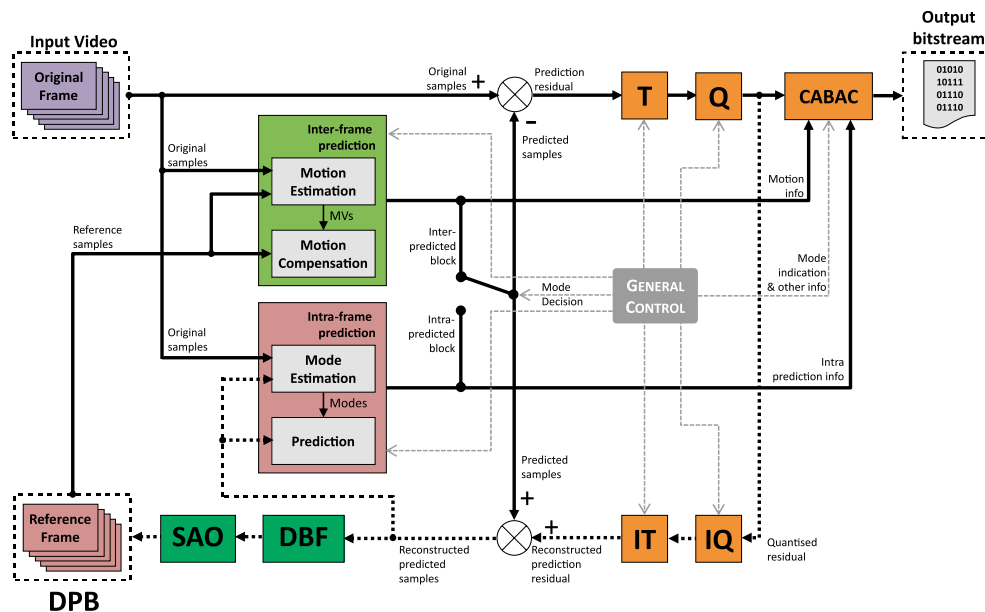 Input Video
Original
Frame
Original
samples
+
Prediction
residual
T
Q
CABAC
Output
bitstream
01010
10111
01110
01110
–
Predicted
samples
Original
samples
Inter-frame
prediction
Motion
Estimation
MVs
Motion
Compensation
Reference
samples
Inter-
predicted
block
Motion
info
Mode
Decision
GENERAL
CONTROL
Mode
indication
& other info
Intra-
predicted
block
Original
samples
Intra-frame
prediction
Mode
Estimation
Modes
Prediction
Intra
prediction info
Predicted
samples
+
+
Reference
Frame
DPB
SAO
DBF
Reconstructed
predicted
samples
Reconstructed
prediction
residual
IT
IQ
Quantised
residual